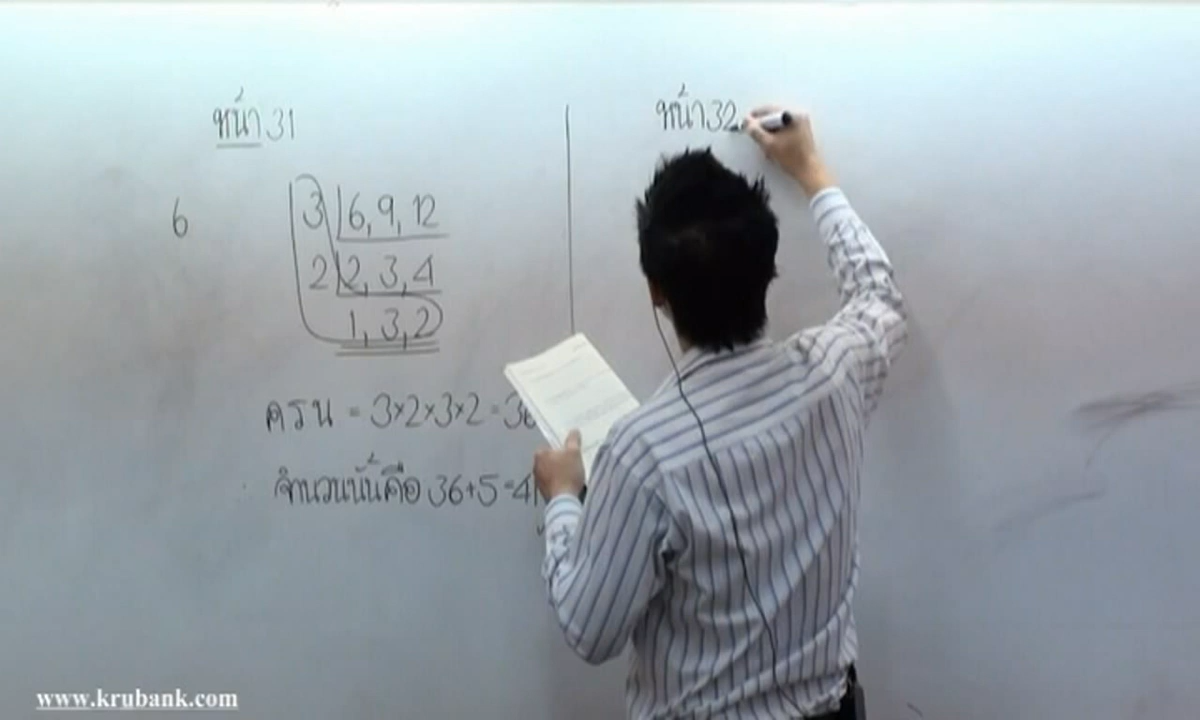 หน้า 31
6
3 6, 9, 12
2 2, 3, 4
1, 3, 2
ครน = 3×2×3×2 = 36
จำนวนนั้นคือ 36+5 = 41
หน้า 32
www.krubank.com